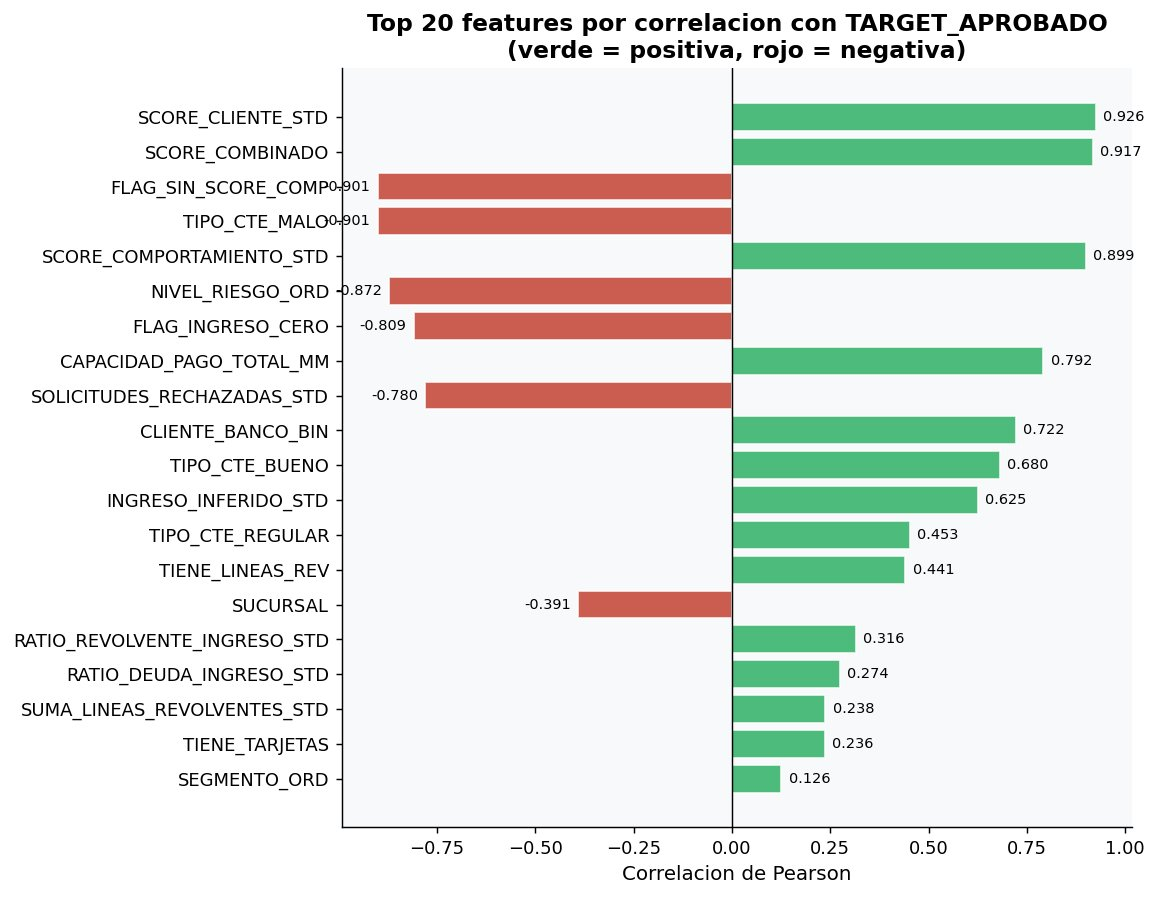 Top 20 features por correlacion con TARGET_APROBADO
(verde = positiva, rojo = negativa)
SCORE_CLIENTE_STD 0.926
SCORE_COMBINADO 0.917
FLAG_SIN_SCORE_COMP -0.901
TIPO_CTE_MALO -0.901
SCORE_COMPORTAMIENTO_STD 0.899
NIVEL_RIESGO_ORD -0.872
FLAG_INGRESO_CERO -0.809
CAPACIDAD_PAGO_TOTAL_MM 0.792
SOLICITUDES_RECHAZADAS_STD -0.780
CLIENTE_BANCO_BIN 0.722
TIPO_CTE_BUENO 0.680
INGRESO_INFERIDO_STD 0.625
TIPO_CTE_REGULAR 0.453
TIENE_LINEAS_REV 0.441
SUCURSAL -0.391
RATIO_REVOLVENTE_INGRESO_STD 0.316
RATIO_DEUDA_INGRESO_STD 0.274
SUMA_LINEAS_REVOLVENTES_STD 0.238
TIENE_TARJETAS 0.236
SEGMENTO_ORD 0.126
−0.75 −0.50 −0.25 0.00 0.25 0.50 0.75 1.00
Correlacion de Pearson